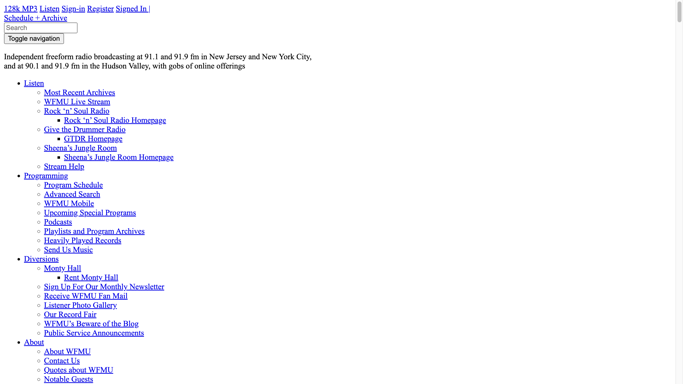 128k MP3 Listen Sign-in Register Signed In |
Schedule + Archive
Search
Toggle navigation
Independent freeform radio broadcasting at 91.1 and 91.9 fm in New Jersey and New York City,
and at 90.1 and 91.9 fm in the Hudson Valley, with gobs of online offerings
Listen
Most Recent Archives
WFMU Live Stream
Rock ‘n’ Soul Radio
Rock ‘n’ Soul Radio Homepage
Give the Drummer Radio
GTDR Homepage
Sheena’s Jungle Room
Sheena’s Jungle Room Homepage
Stream Help
Programming
Program Schedule
Advanced Search
WFMU Mobile
Upcoming Special Programs
Podcasts
Playlists and Program Archives
Heavily Played Records
Send Us Music
Diversions
Monty Hall
Rent Monty Hall
Sign Up For Our Monthly Newsletter
Receive WFMU Fan Mail
Listener Photo Gallery
Our Record Fair
WFMU’s Beware of the Blog
Public Service Announcements
About
About WFMU
Contact Us
Quotes about WFMU
Notable Guests